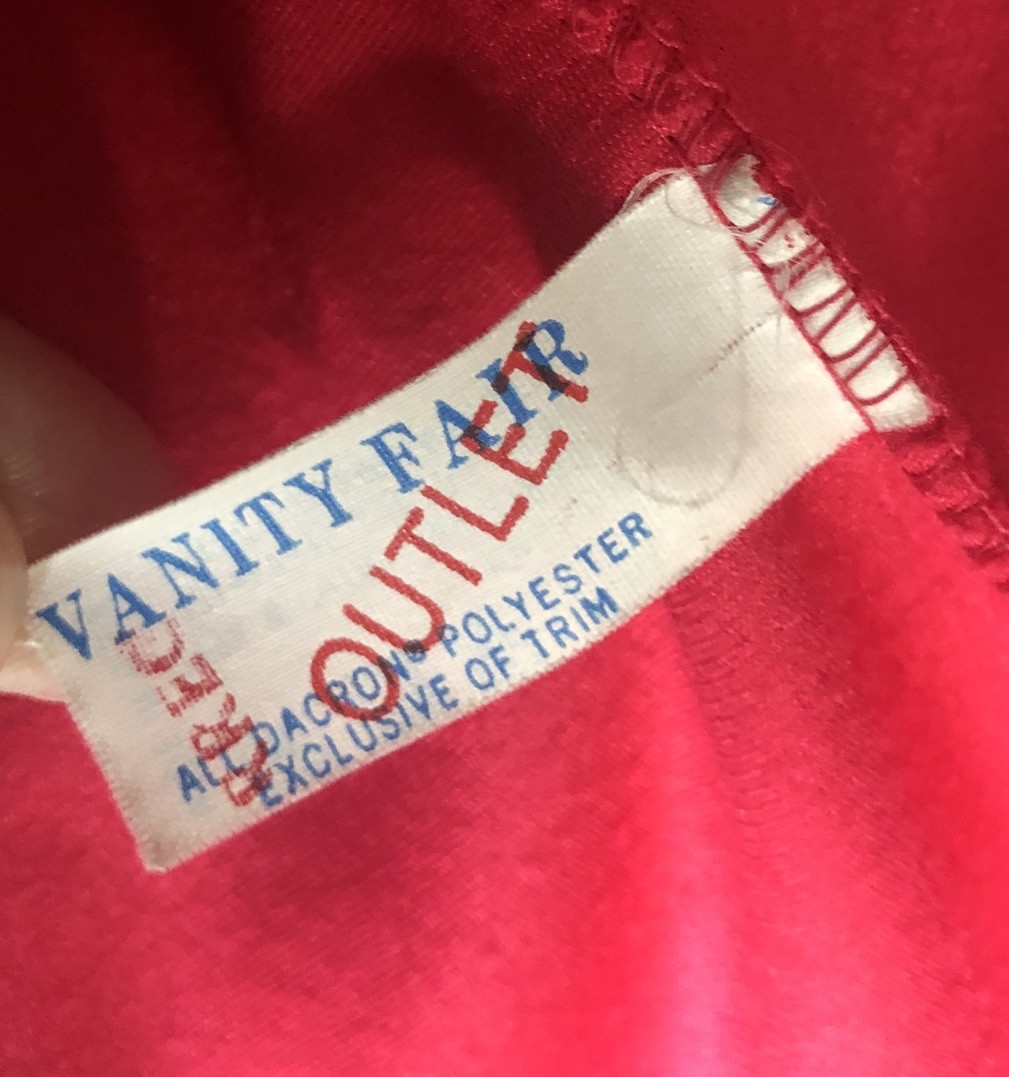 VANITY FAIR
OUTLET
ALL DACRON® POLYESTER
EXCLUSIVE OF TRIM